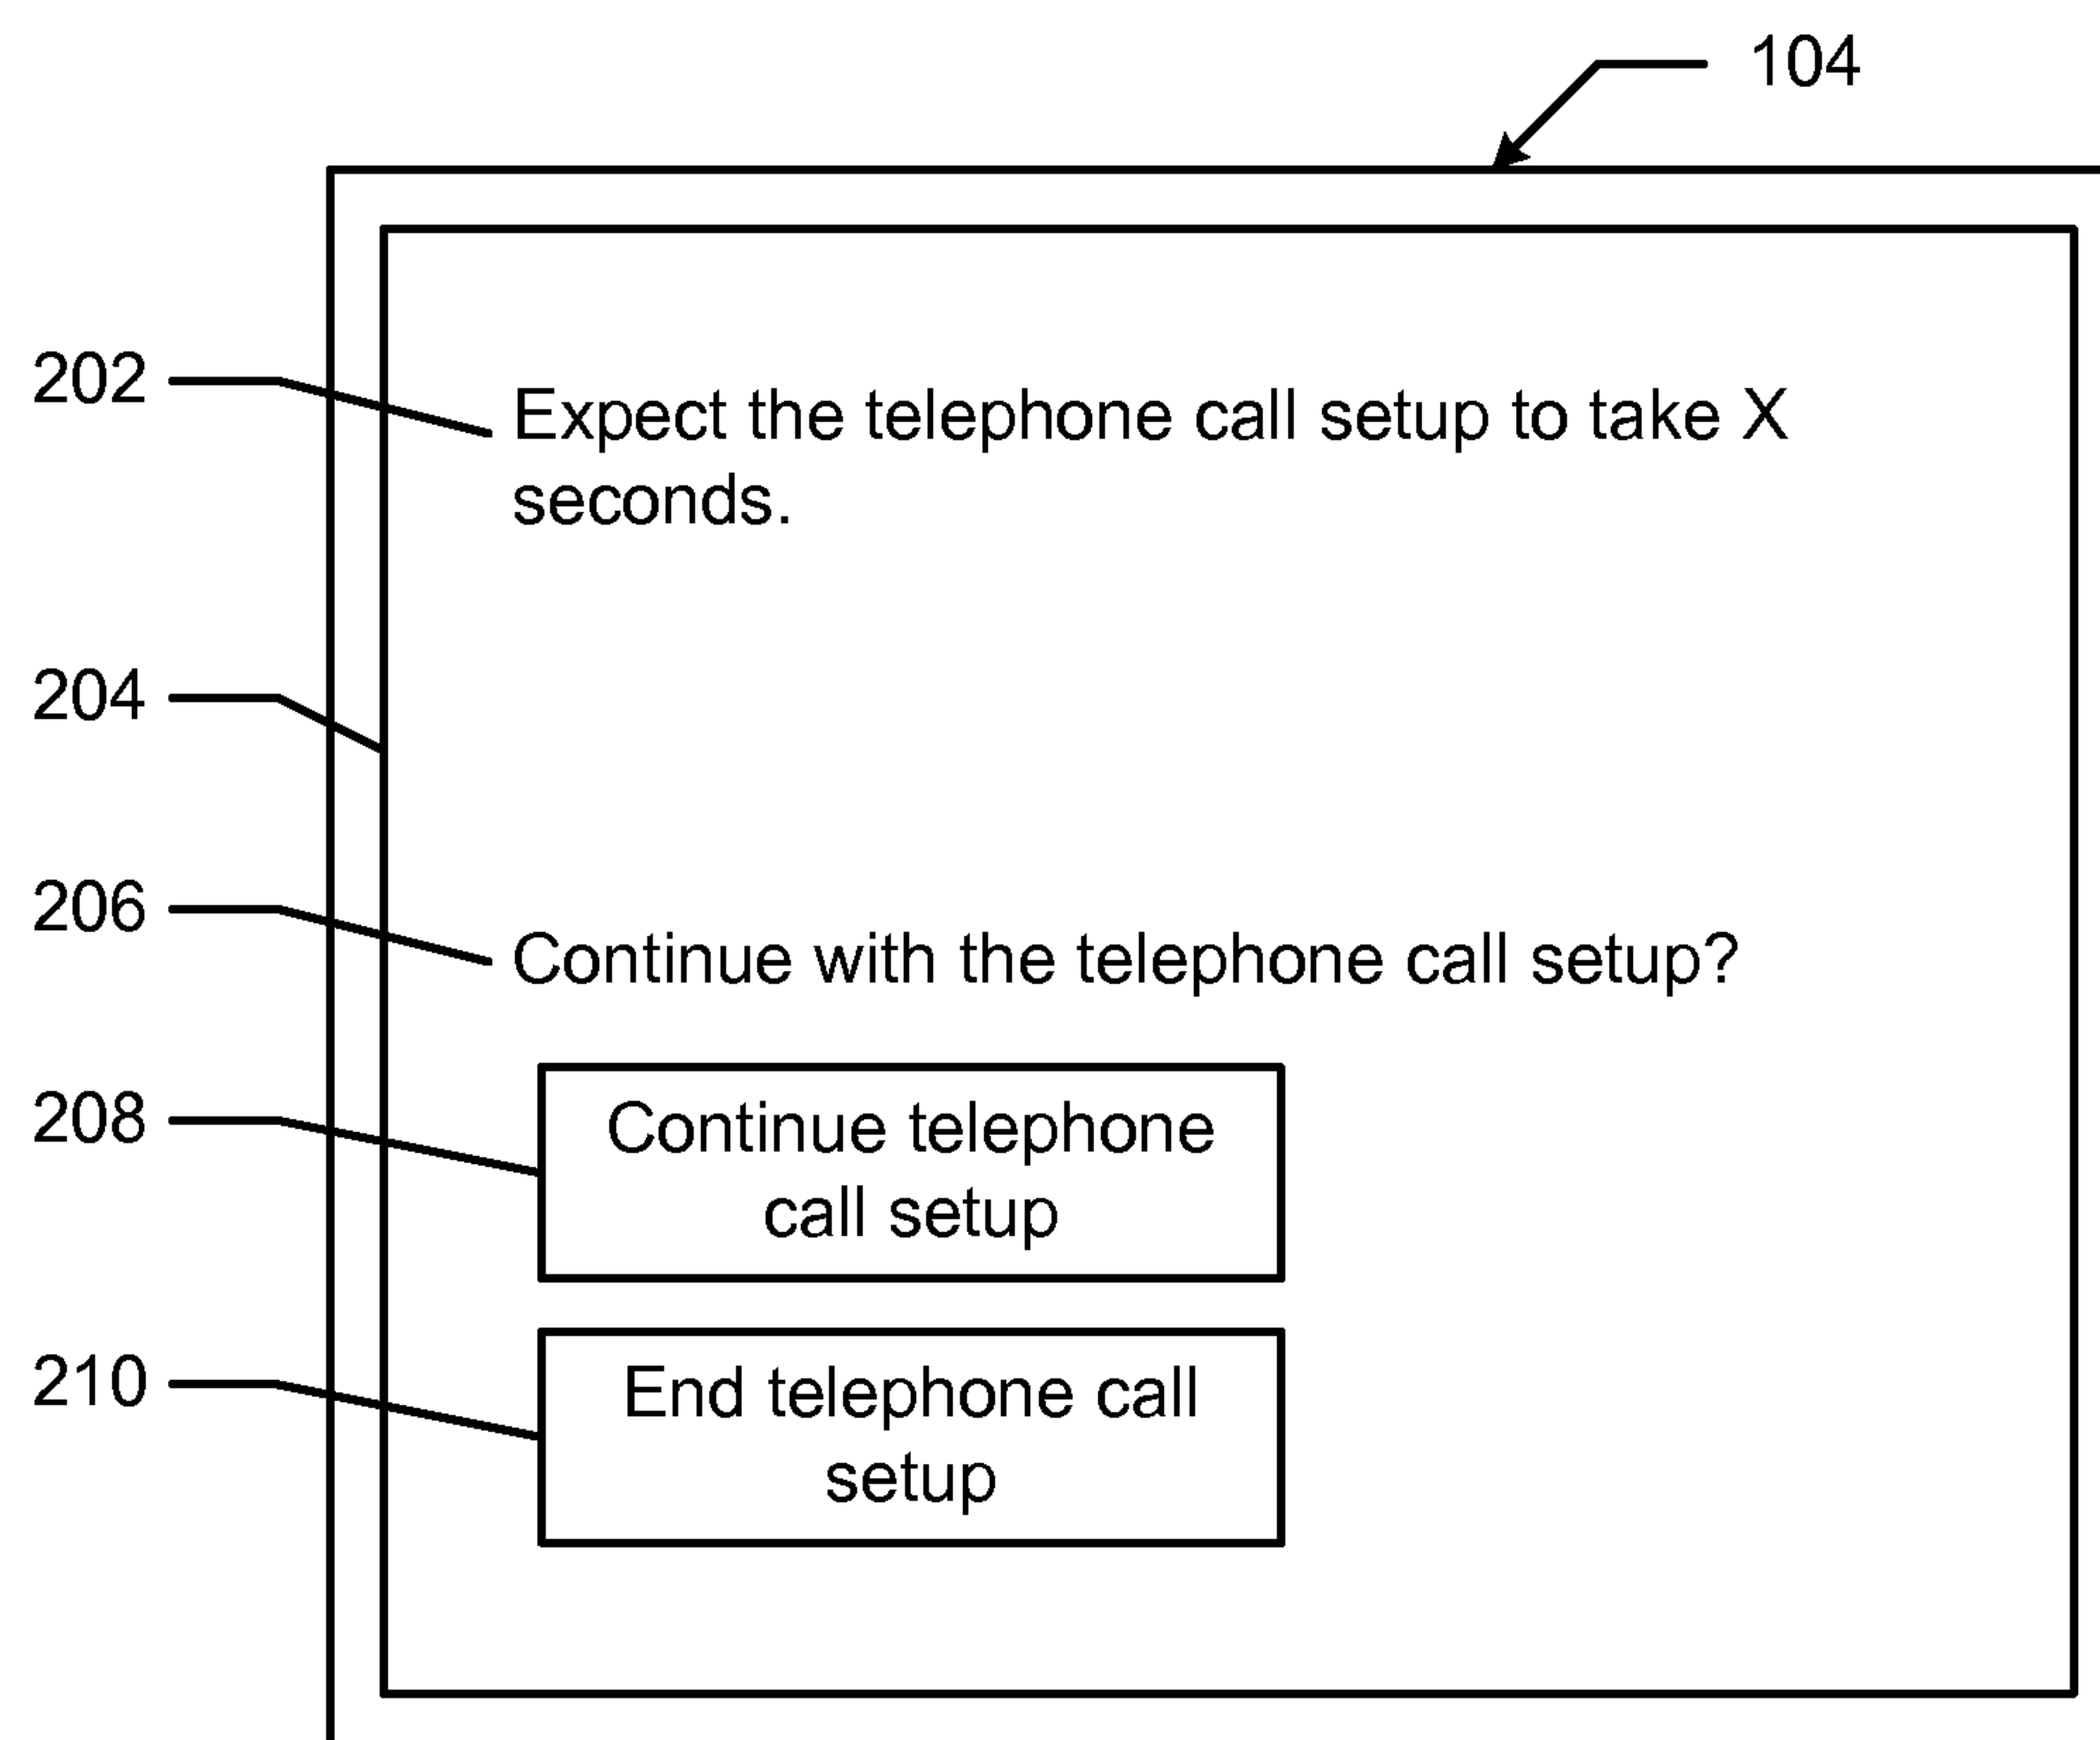 104
202
Expect the telephone call setup to take X
seconds.
204
206
Continue with the telephone call setup?
208
Continue telephone
call setup
210
End telephone call
setup